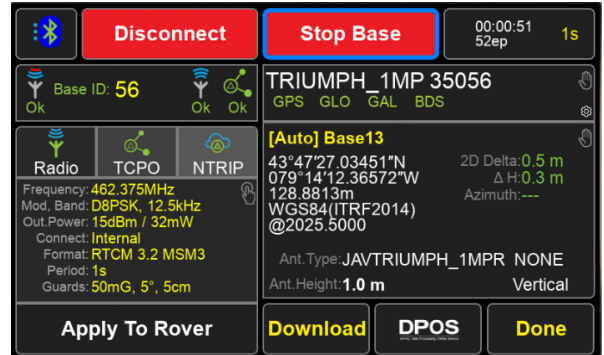 Disconnect
Stop Base
00:00:51
52ep
1s
Base ID: 56
Ok
Ok
Ok
TRIUMPH_1MP 35056
GPS GLO GAL BDS
Radio
TCPO
NTRIP
Frequency: 462.375MHz
Mod, Band: D8PSK, 12.5kHz
Out.Power: 15dBm / 32mW
Connect: Internal
Format: RTCM 3.2 MSM3
Period: 1s
Guards: 50mG, 5°, 5cm
[Auto] Base13
43°47'27.03451"N
079°14'12.36572"W
128.8813m
WGS84(ITRF2014)
@2025.5000
2D Delta:0.5 m
Δ H:0.3 m
Azimuth:---
Ant.Type:JAVTRIUMPH_1MPR NONE
Ant.Height:1.0 m
Vertical
Apply To Rover
Download
DPOS
Done